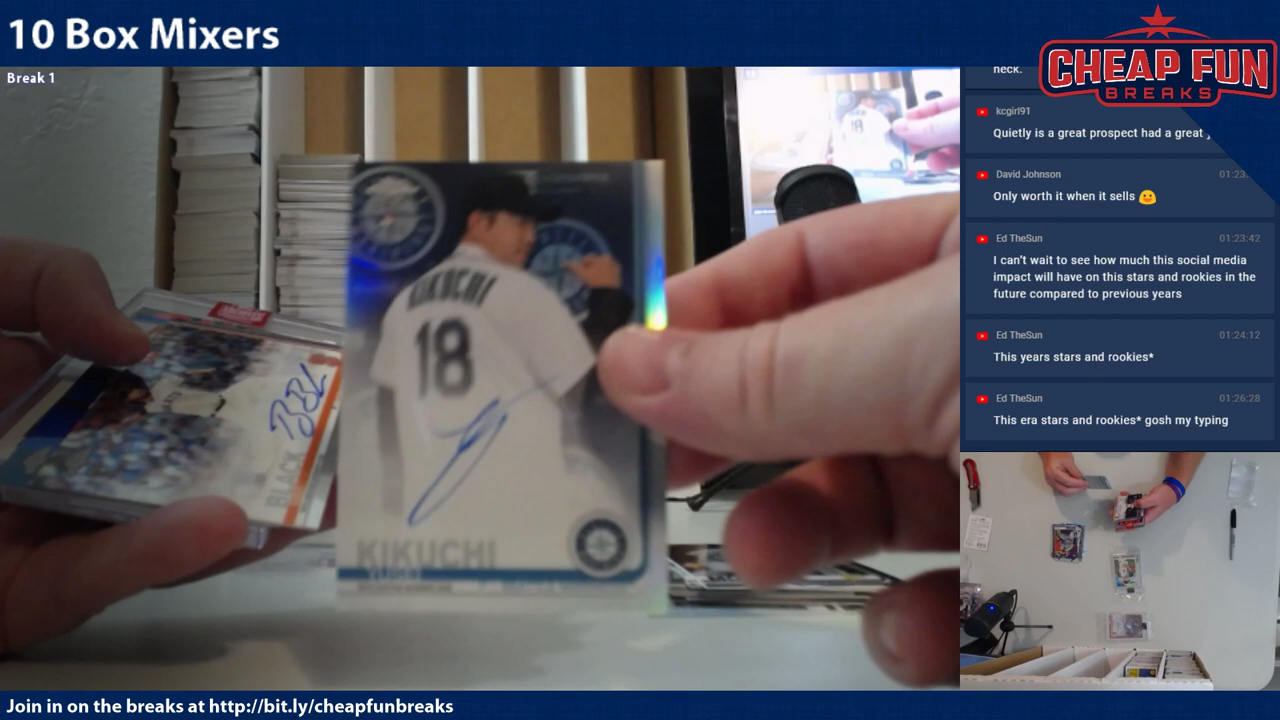 10 Box Mixers
CHEAP FUN
BREAKS
Break 1
neck.
kcgirl91
Quietly is a great prospect had a great
David Johnson
01:23
Only worth it when it sells
Ed TheSun
01:23:42
I can't wait to see how much this social media
impact will have on this stars and rookies in the
future compared to previous years
Ed TheSun
01:24:12
This years stars and rookies*
Ed TheSun
01:26:28
This era stars and rookies* gosh my typing
KIKUCHI
18
KIKUCHI
YUSEI
BLACK
Join in on the breaks at http://bit.ly/cheapfunbreaks